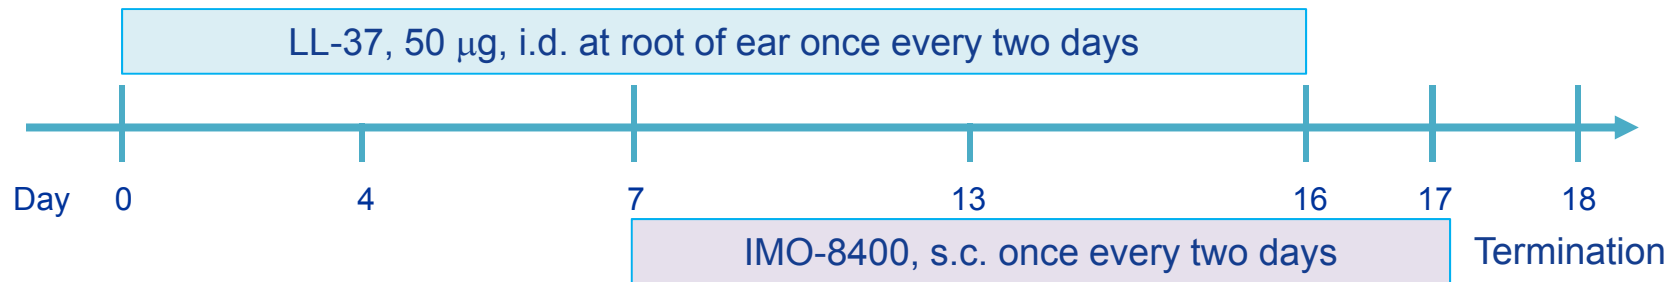 LL-37, 50 μg, i.d. at root of ear once every two days
Day 0 4 7 13 16 17 18
IMO-8400, s.c. once every two days Termination